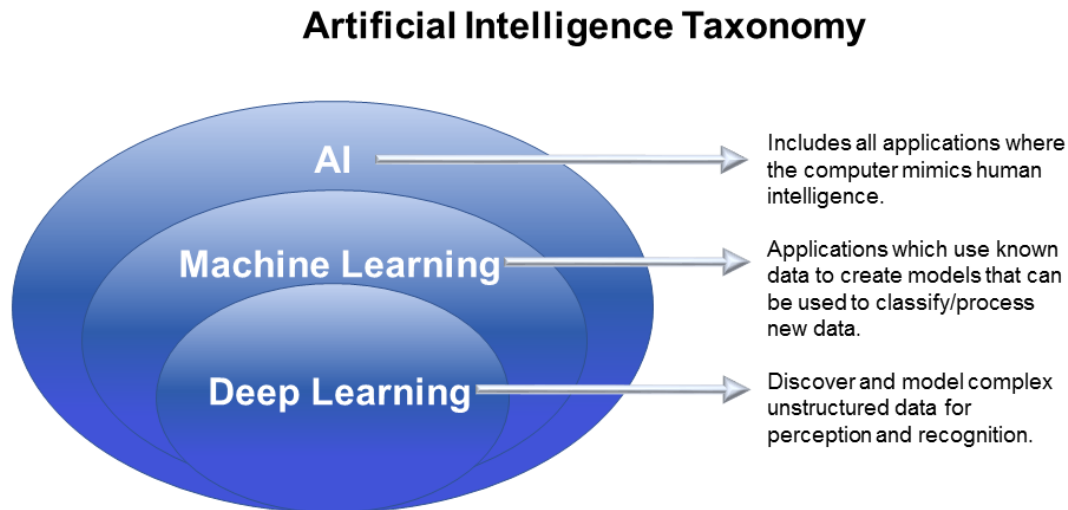 Artificial Intelligence Taxonomy
AI
Includes all applications where
the computer mimics human
intelligence.
Machine Learning
Applications which use known
data to create models that can
be used to classify/process
new data.
Deep Learning
Discover and model complex
unstructured data for
perception and recognition.